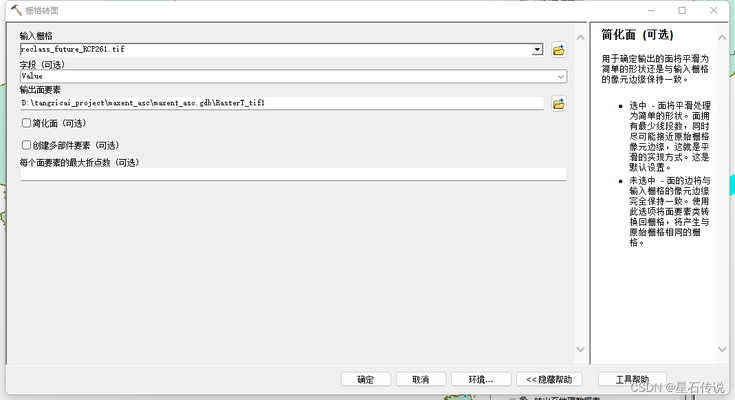 栅格转面
输入栅格
reclass_future_RCP261.tif
字段（可选）
Value
输出面要素
D:\tangzicai_project\maxent_asc\maxent_asc.gdb\RasterT_tif1
简化面（可选）
创建多部件要素（可选）
每个面要素的最大折点数（可选）
简化面（可选）
用于确定输出的面将平滑为
简单的形状还是与输入栅格
的像元边缘保持一致。
选中 - 面将平滑处理
为简单的形状。面拥
有最少线段数，同时
尽可能接近原始栅格
像元边缘，这就是平
滑的实现方式。这是
默认设置。
未选中 - 面的边将与
输入栅格的像元边缘
完全保持一致。使用
此选项将面要素类转
换回栅格，将产生与
原始栅格相同的栅
格。
确定
取消
环境...
<< 隐藏帮助
工具帮助
CSDN @星石传说